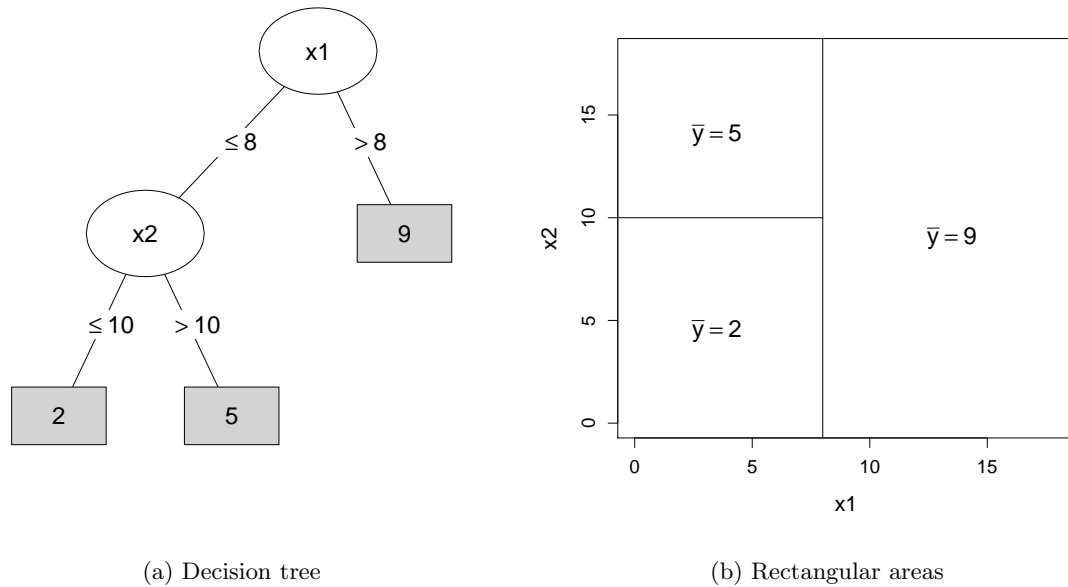 x1
≤ 8
> 8
x2
9
≤ 10
> 10
2
5
(a) Decision tree
15
10
5
0
x2
y̅ = 5
y̅ = 9
y̅ = 2
0
5
10
15
x1
(b) Rectangular areas